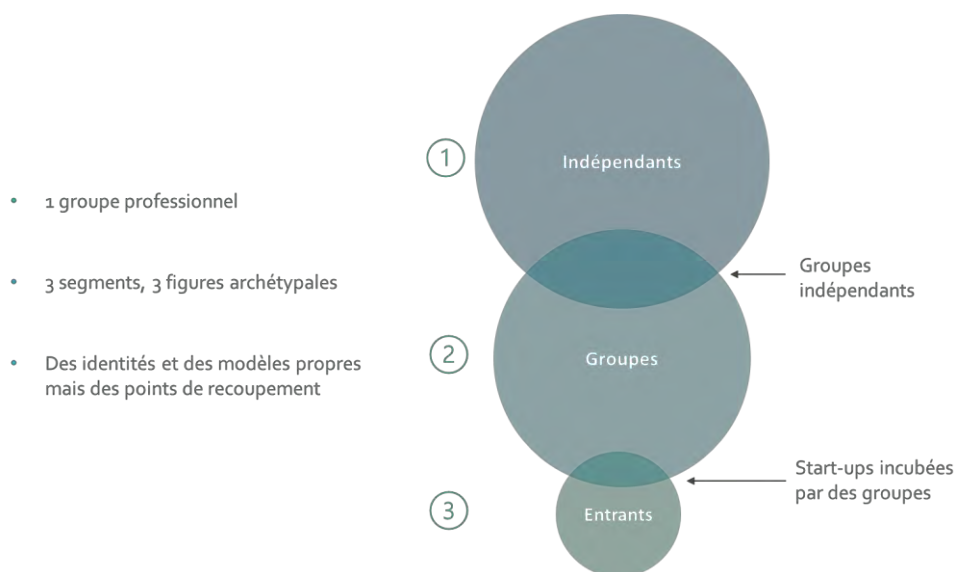 • 1 groupe professionnel
• 3 segments, 3 figures archétypales
• Des identités et des modèles propres
mais des points de recoupement
1
Indépendants
Groupes
indépendants
2
Groupes
Start-ups incubées
par des groupes
3
Entrants